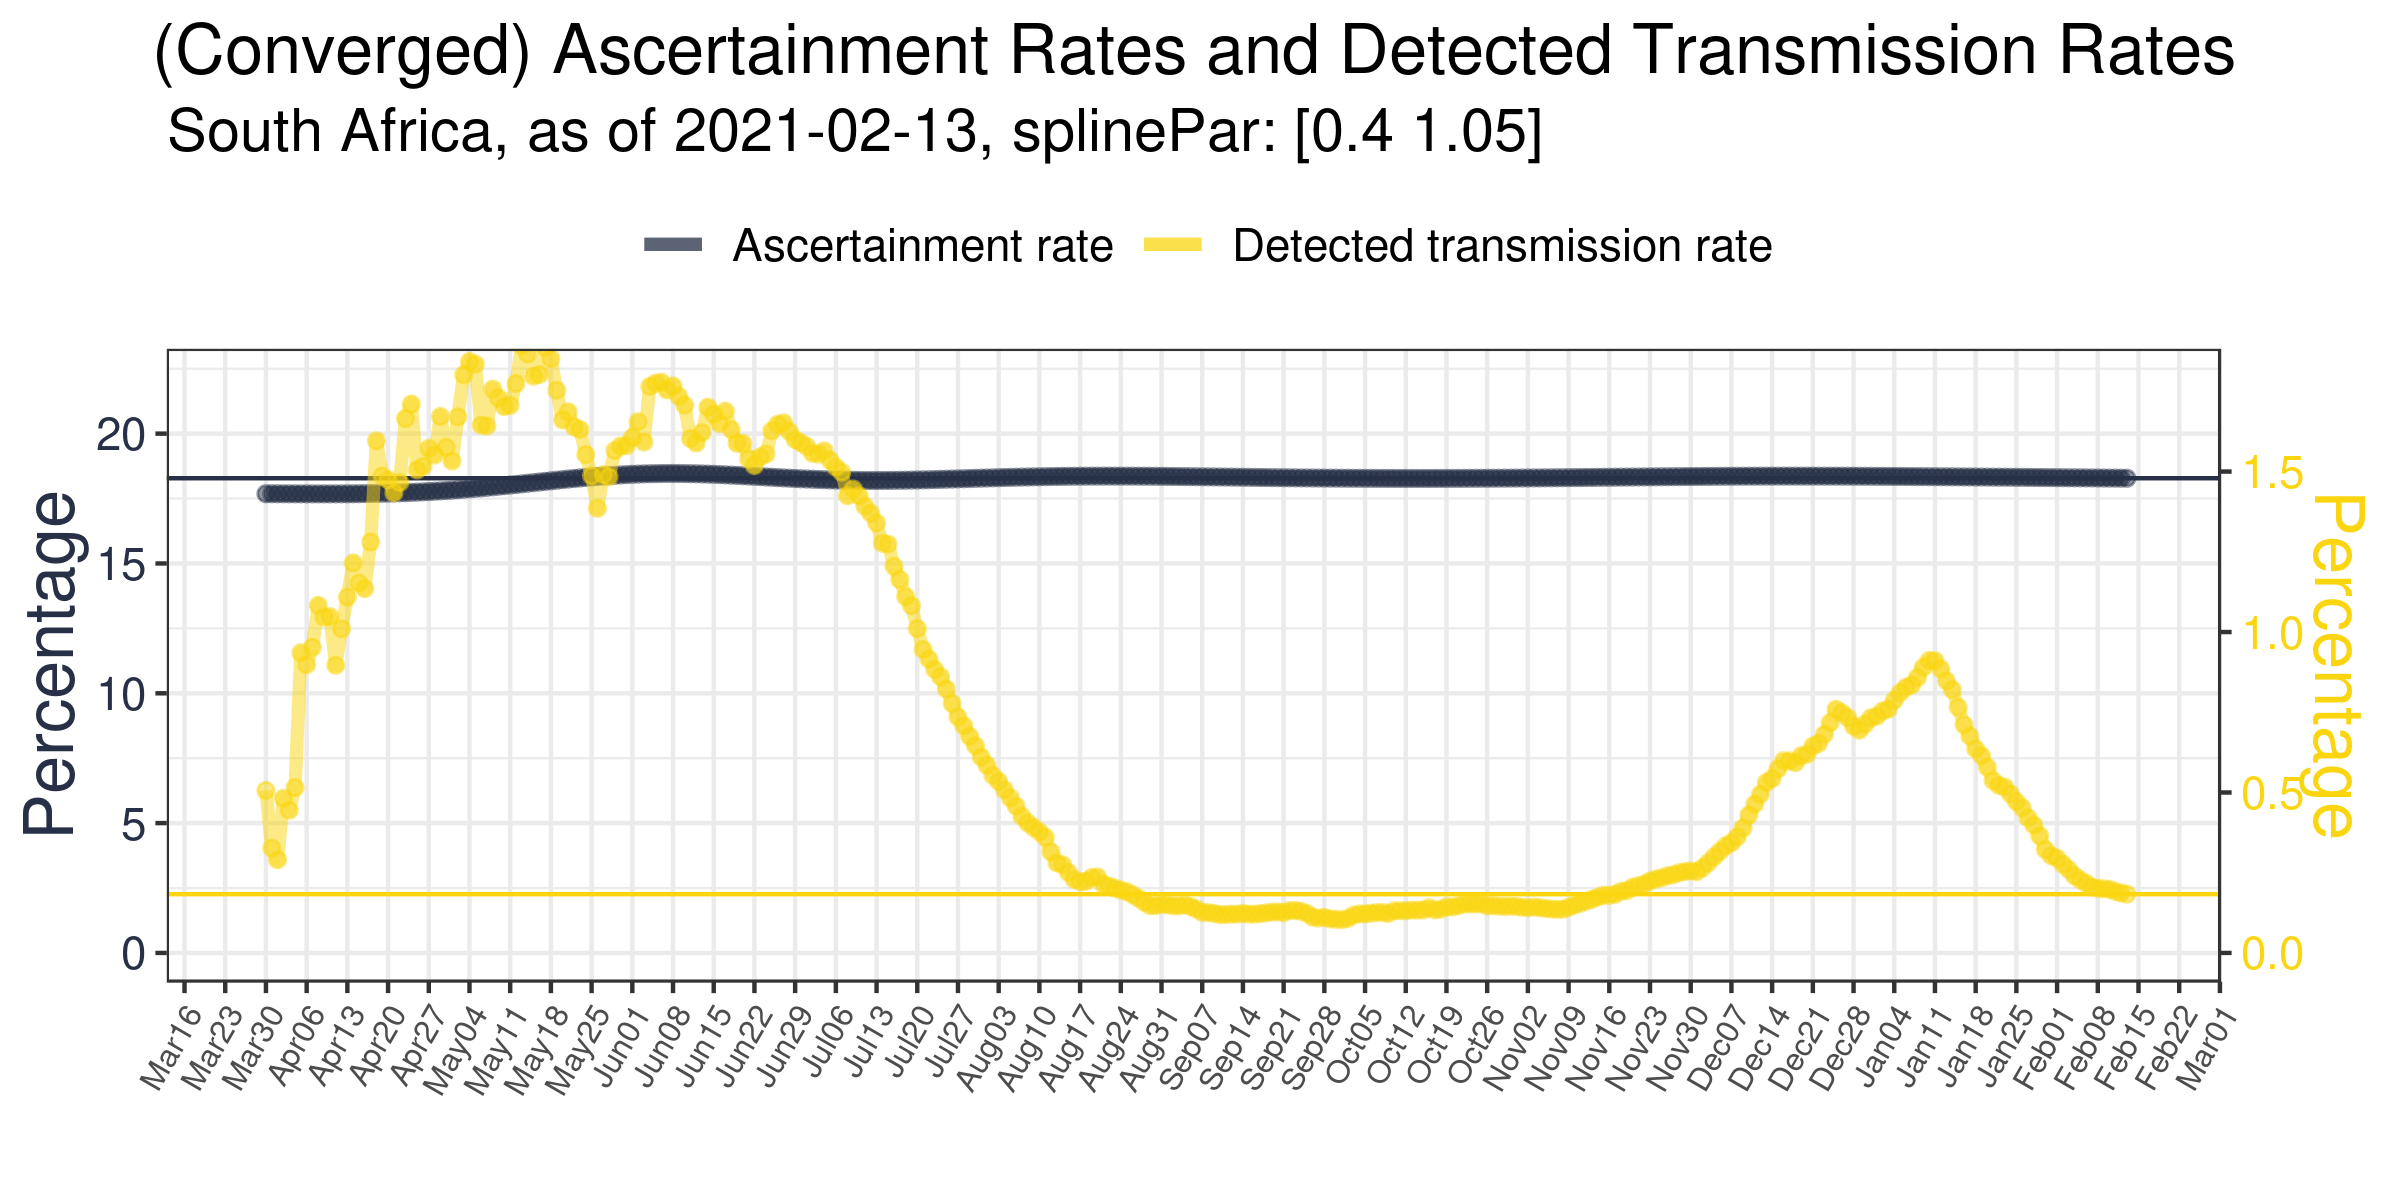 (Converged) Ascertainment Rates and Detected Transmission Rates
South Africa, as of 2021-02-13, splinePar: [0.4 1.05]
Ascertainment rate Detected transmission rate
Percentage
20
15
10
5
0
1.5
1.0
0.5
0.0
Percentage
Mar16 Mar23 Mar30 Apr06 Apr13 Apr20 Apr27 May04 May11 May18 May25 Jun01 Jun08 Jun15 Jun22 Jun29 Jul06 Jul13 Jul20 Jul27 Aug03 Aug10 Aug17 Aug24 Aug31 Sep07 Sep14 Sep21 Sep28 Oct05 Oct12 Oct19 Oct26 Nov02 Nov09 Nov16 Nov23 Nov30 Dec07 Dec14 Dec21 Dec28 Jan04 Jan11 Jan18 Jan25 Feb01 Feb08 Feb15 Feb22 Mar01